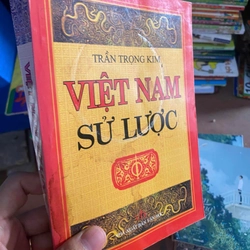 TRẦN TRỌNG KIM
VIỆT NAM
SỬ LƯỢC